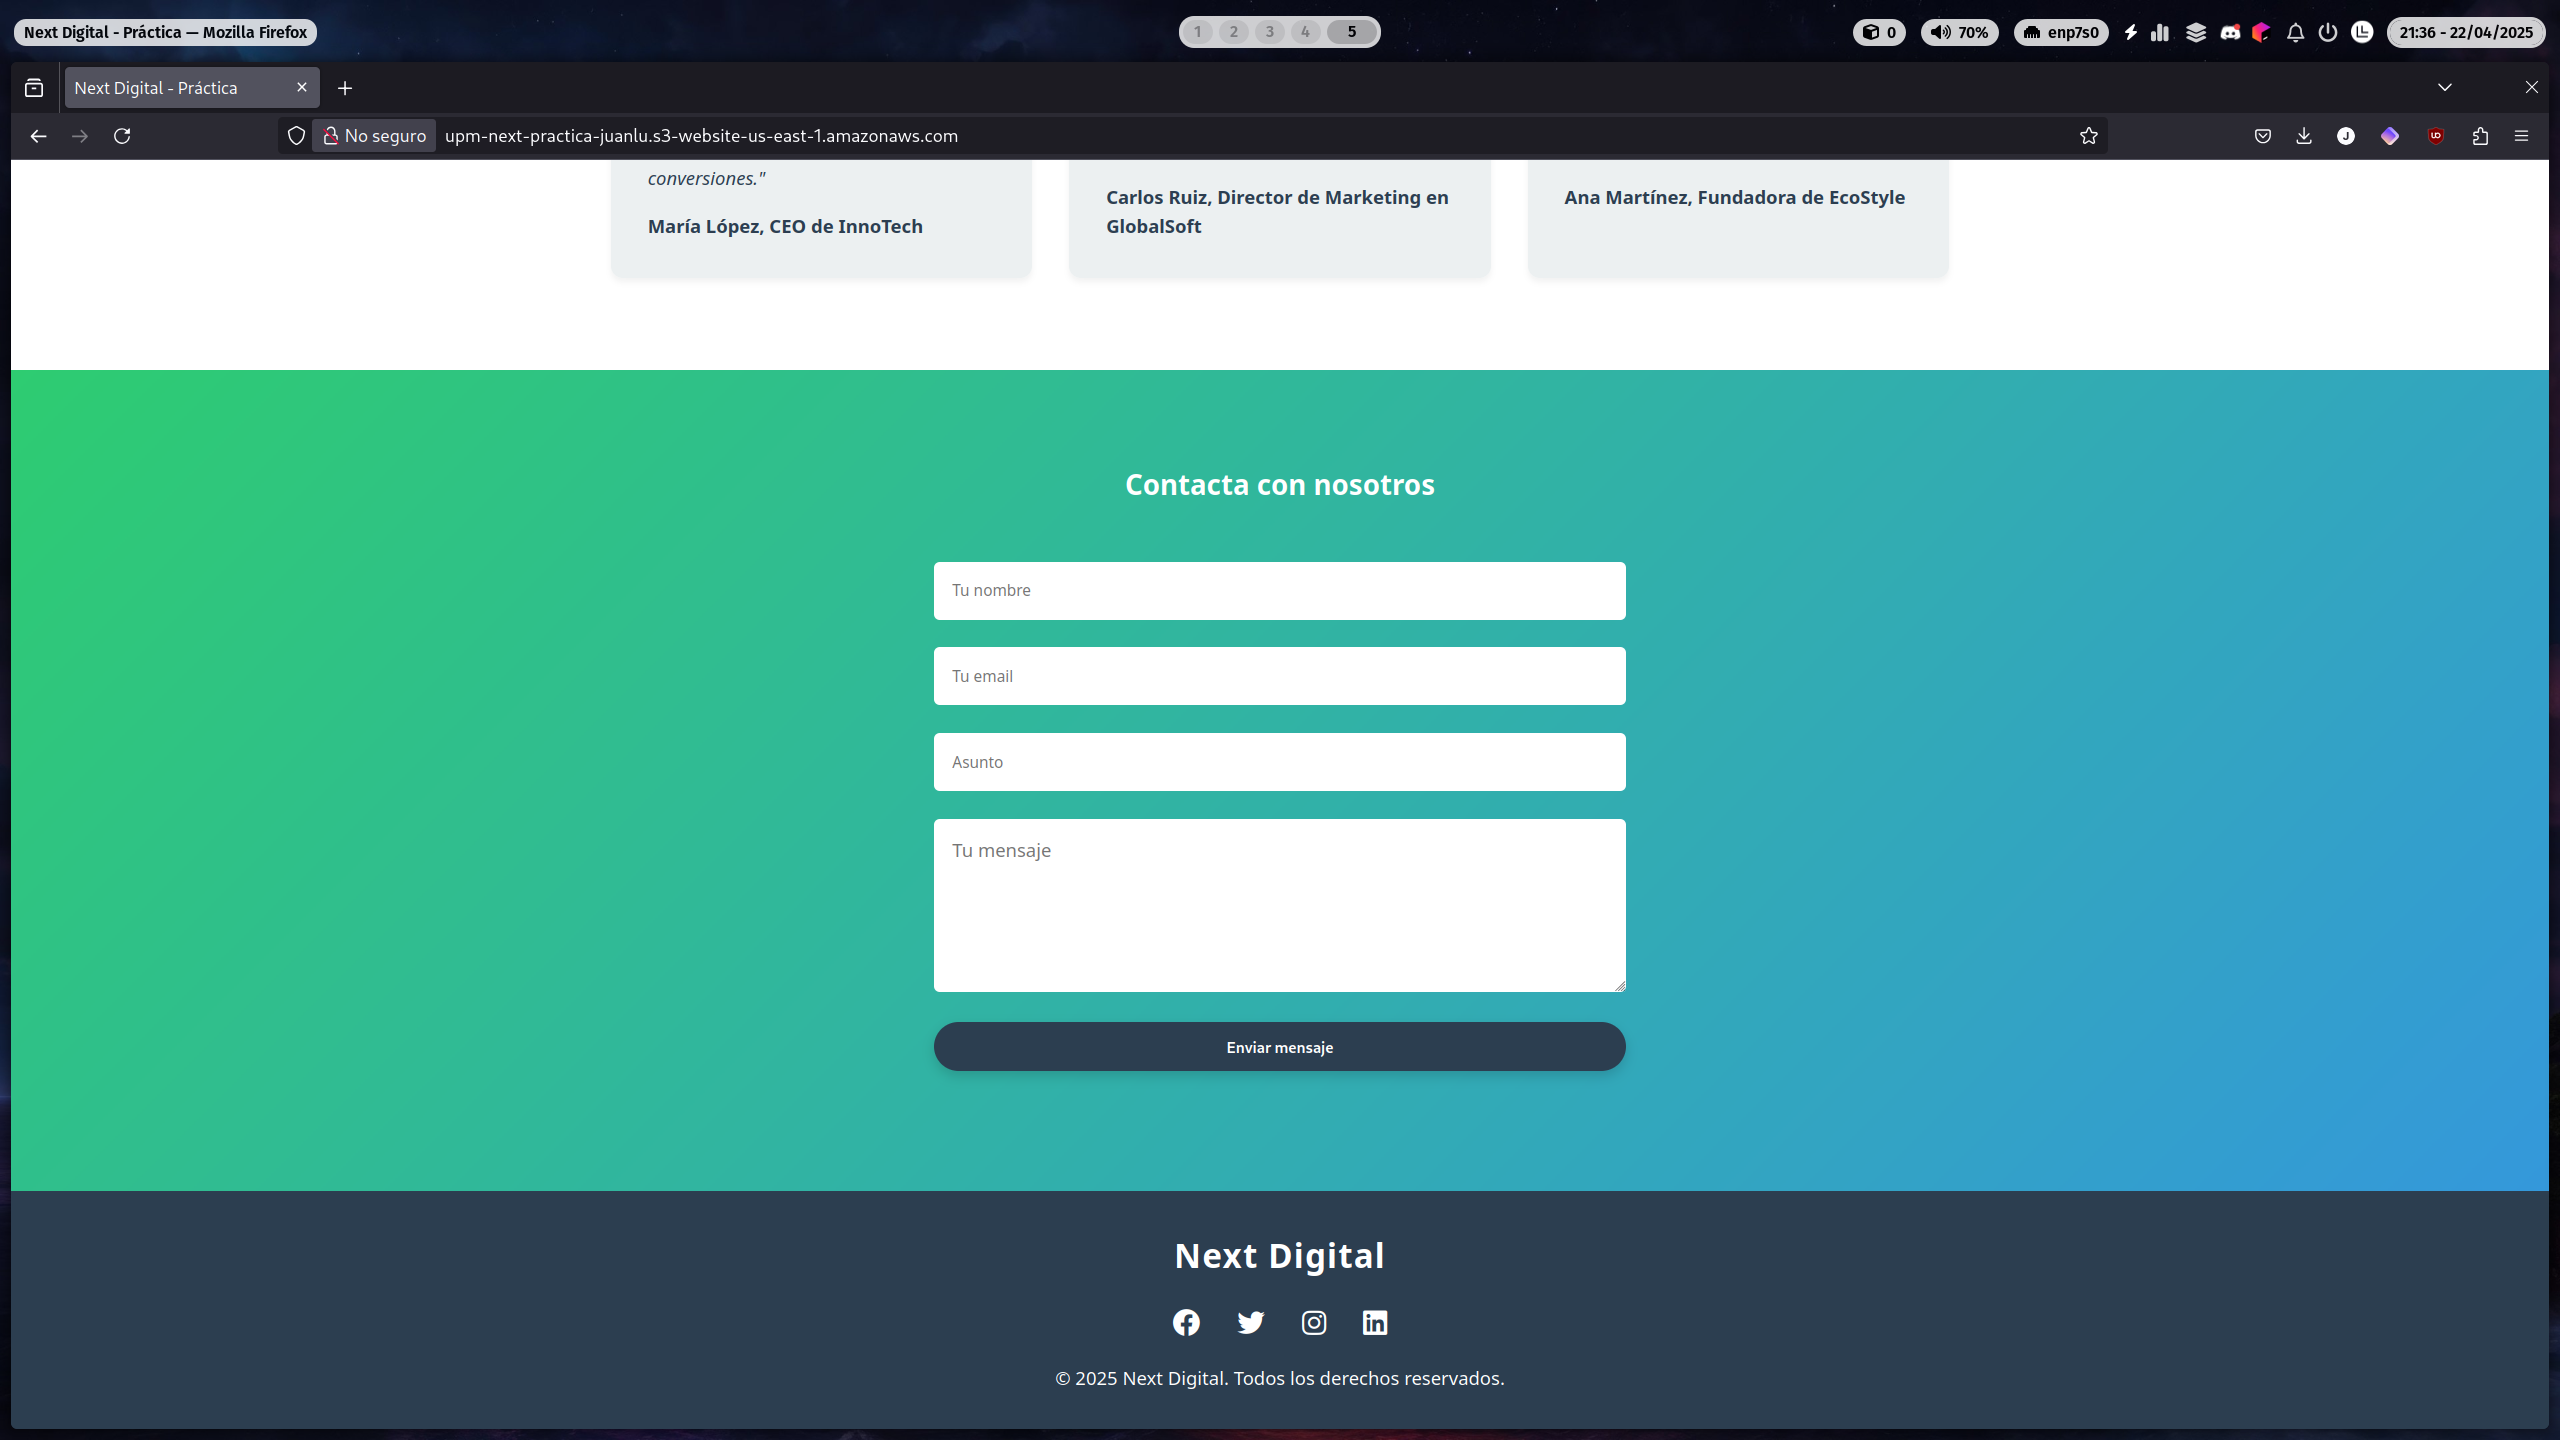 Next Digital - Práctica — Mozilla Firefox
1 2 3 4 5
0 70% enp7s0 21:36 - 22/04/2025
Next Digital - Práctica
No seguro upm-next-practica-juanlu.s3-website-us-east-1.amazonaws.com
conversiones."
María López, CEO de InnoTech
Carlos Ruiz, Director de Marketing en
GlobalSoft
Ana Martínez, Fundadora de EcoStyle
Contacta con nosotros
Tu nombre
Tu email
Asunto
Tu mensaje
Enviar mensaje
Next Digital
© 2025 Next Digital. Todos los derechos reservados.